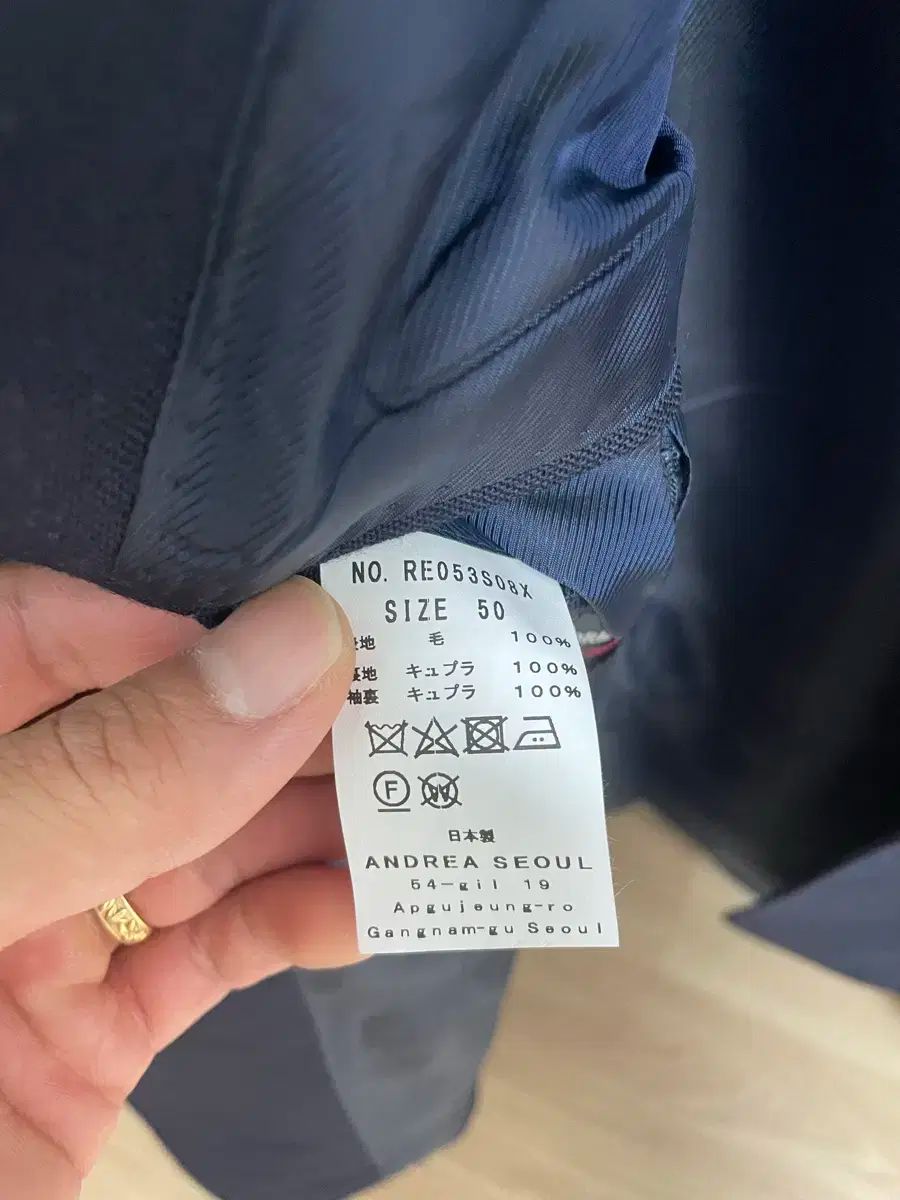 NO. RE053S08X
SIZE 50
地 毛 100%
裏地 キュプラ 100%
袖裏 キュプラ 100%
F
W
日本製
ANDREA SEOUL
54-gil 19
Apgujeung-ro
Gangnam-gu Seoul